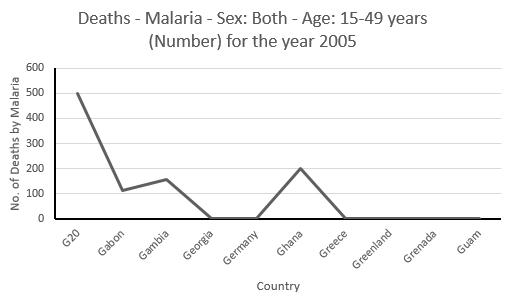 Deaths - Malaria - Sex: Both - Age: 15-49 years
(Number) for the year 2005
No. of Deaths by Malaria
600
500
400
300
200
100
0
G20
Gabon
Gambia
Georgia
Germany
Ghana
Greece
Greenland
Grenada
Guam
Country